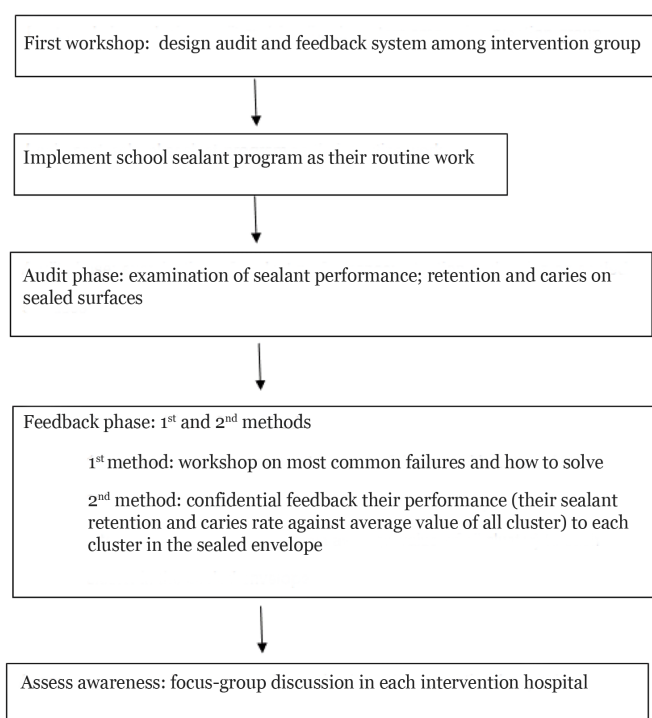 First workshop: design audit and feedback system among intervention group
Implement school sealant program as their routine work
Audit phase: examination of sealant performance; retention and caries on
sealed surfaces
Feedback phase: 1st and 2nd methods
1st method: workshop on most common failures and how to solve
2nd method: confidential feedback their performance (their sealant
retention and caries rate against average value of all cluster) to each
cluster in the sealed envelope
Assess awareness: focus-group discussion in each intervention hospital